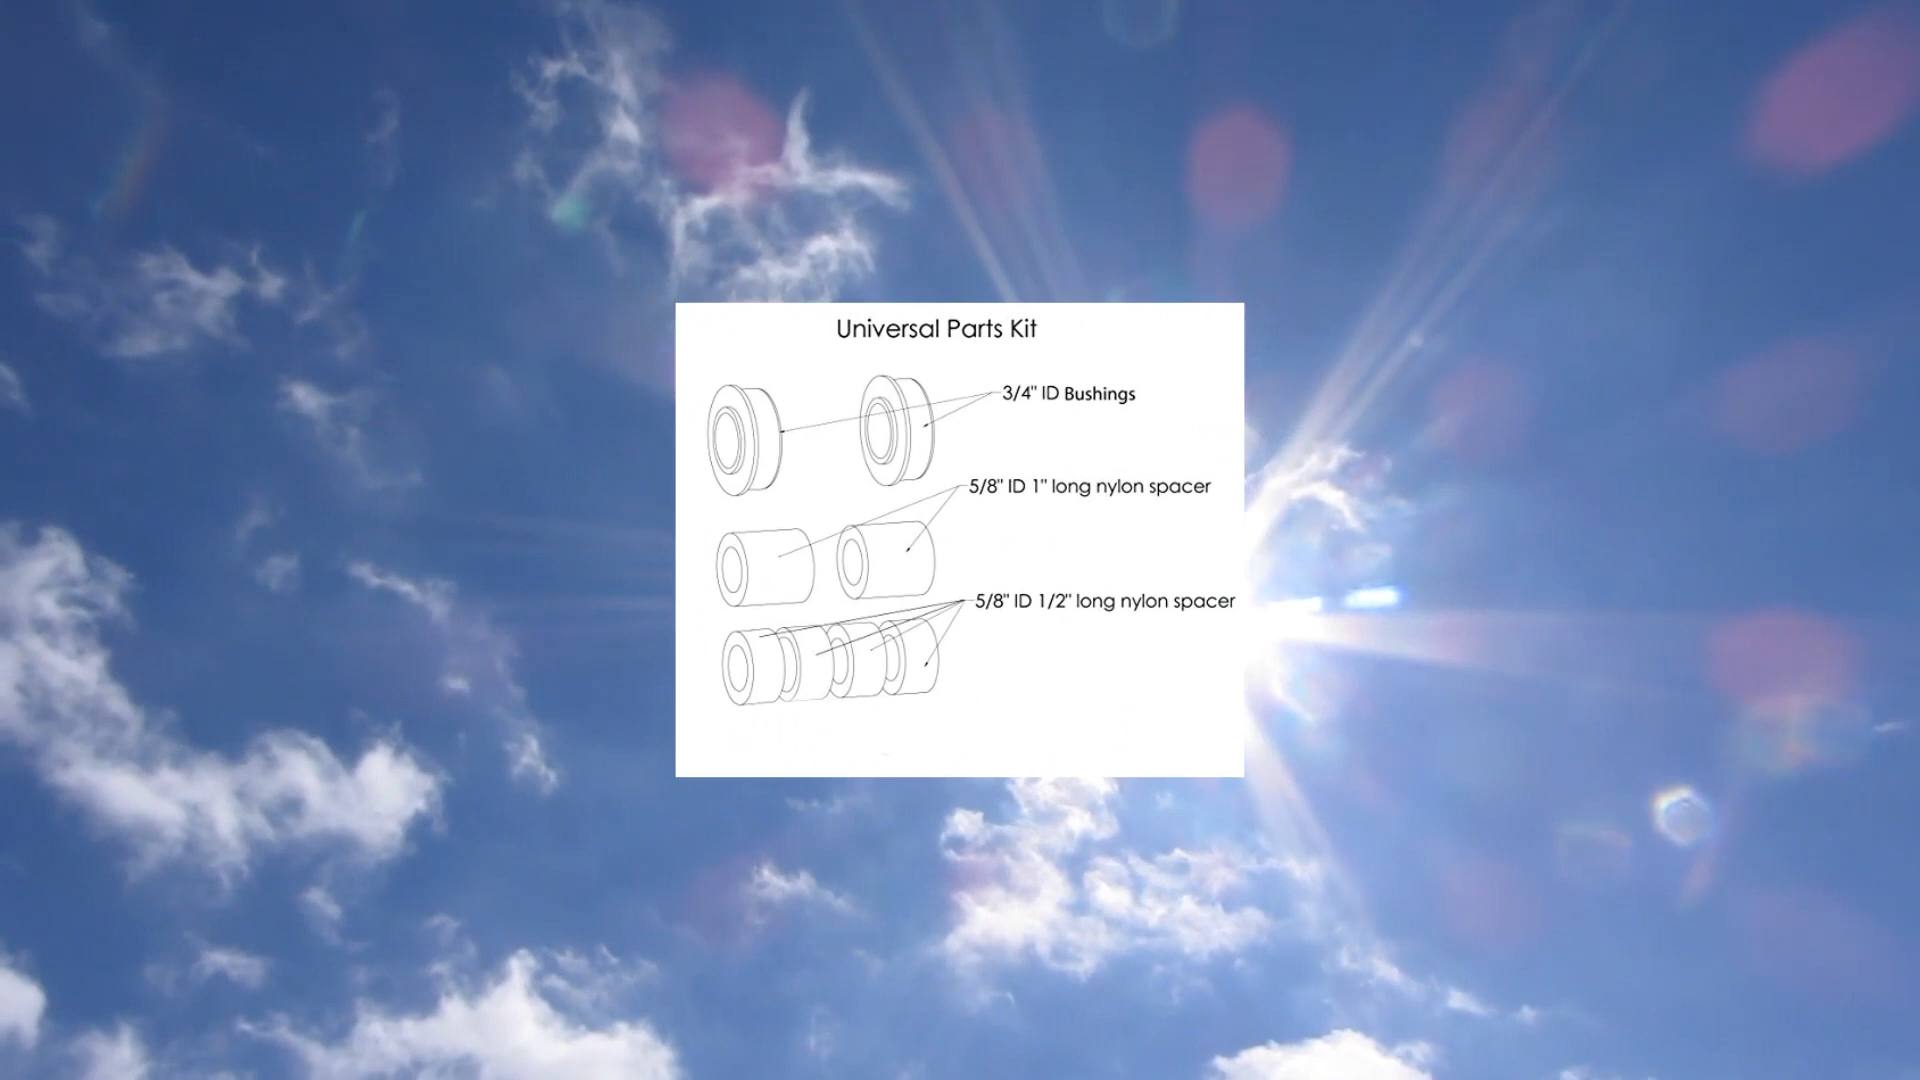 Universal Parts Kit
3/4" ID Bushings
5/8" ID 1" long nylon spacer
5/8" ID 1/2" long nylon spacer